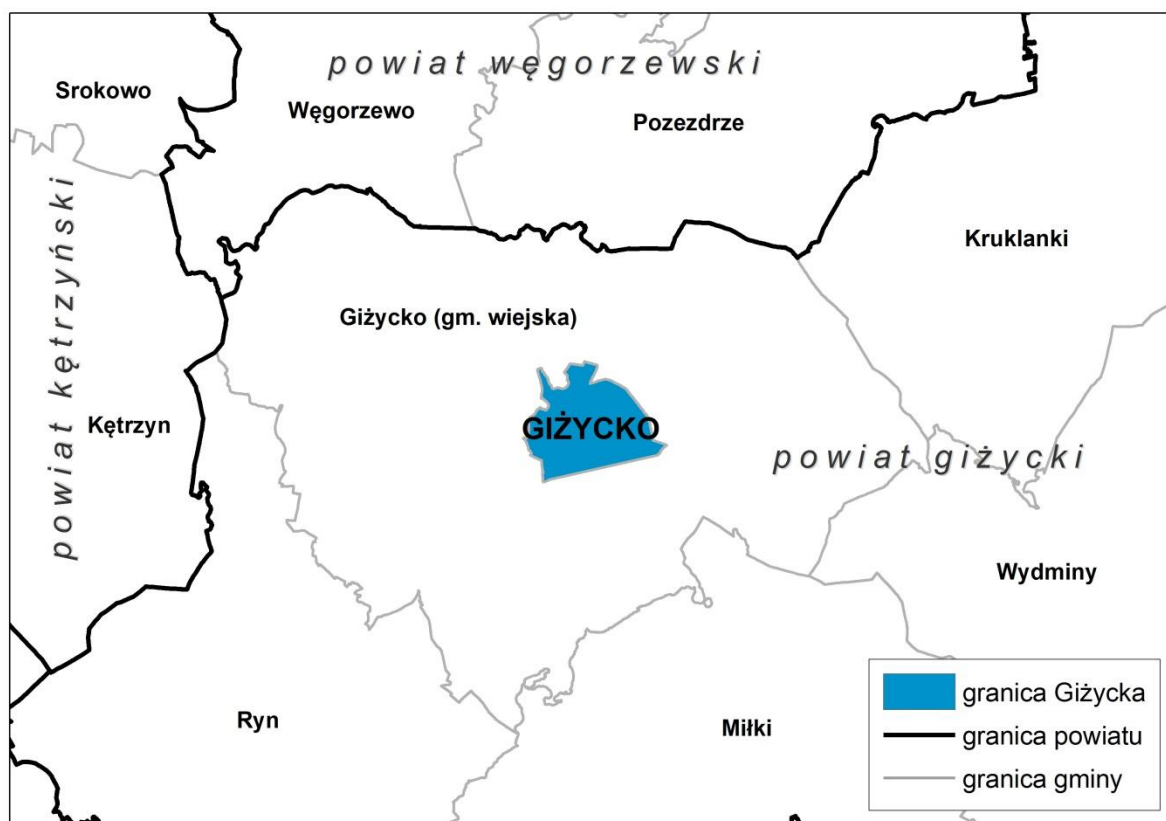 powiat węgorzewski
Srokowo
Węgorzewo
Pozezdrze
powiat kętrzyński
Kruklanki
Giżycko (gm. wiejska)
Kętrzyn
GIŻYCKO
powiat giżycki
Wydminy
Ryn
Miłki
granica Giżycka
granica powiatu
granica gminy